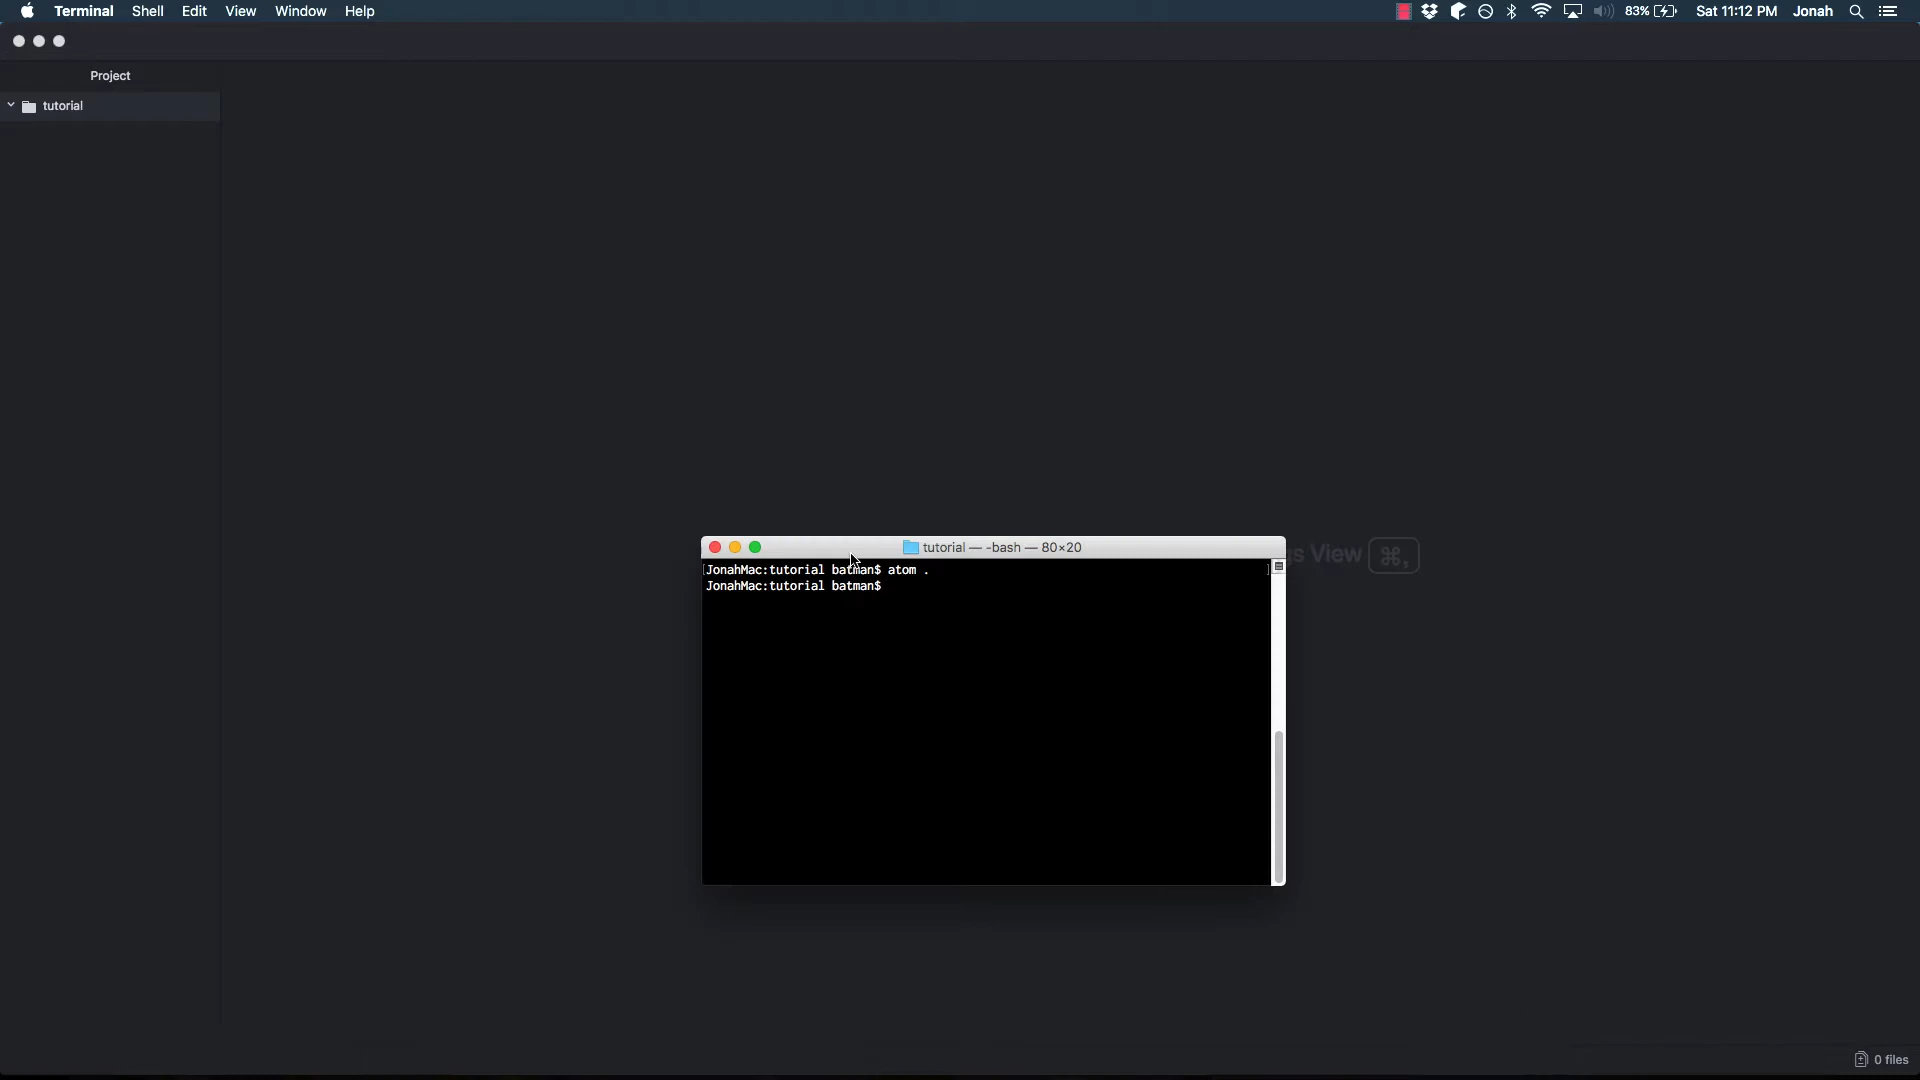 Terminal Shell Edit View Window Help 83% Sat 11:12 PM Jonah
Project
tutorial
tutorial — -bash — 80×20
JonahMac:tutorial batman$ atom .
JonahMac:tutorial batman$
View ⌘,
0 files